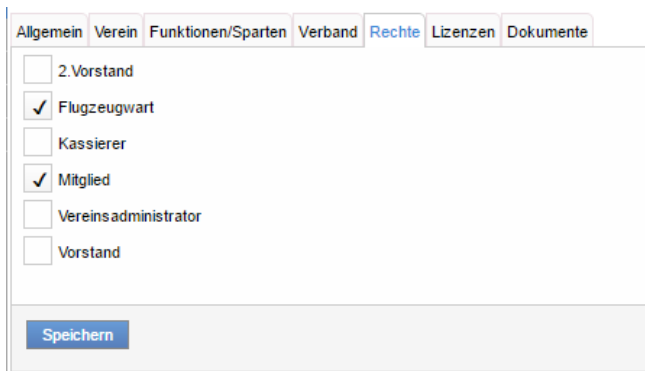 Allgemein Verein Funktionen/Sparten Verband Rechte Lizenzen Dokumente
2.Vorstand
Flugzeugwart
Kassierer
Mitglied
Vereinsadministrator
Vorstand
Speichern